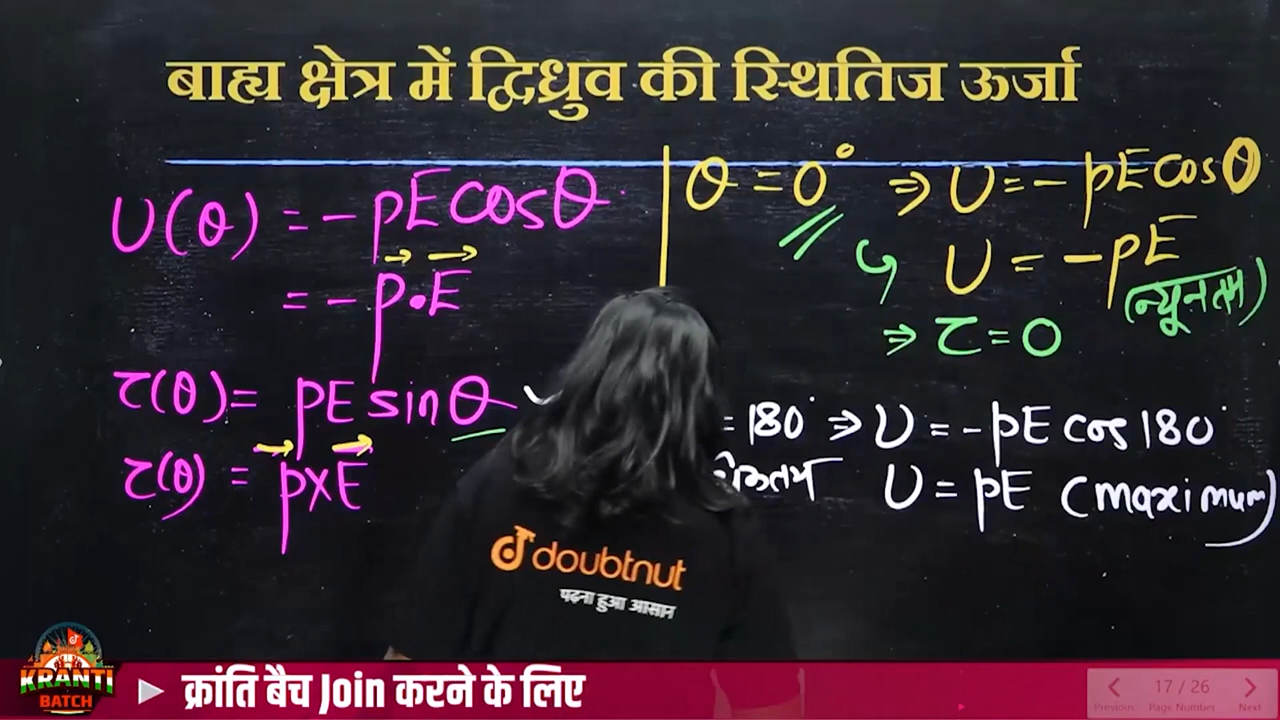 बाह्य क्षेत्र में द्विध्रुव की स्थितिज ऊर्जा
U(θ) = - pE cosθ
= - p⃗ • E⃗
τ(θ) = pE sinθ
τ(θ) = p⃗ × E⃗
θ = 0° ⇒ U = - pE cosθ
U = - pE
(न्यूनतम)
⇒ τ = 0
= 180° ⇒ U = - pE cos 180°
U = pE (maximum)
doubtnut
पढ़ना हुआ आसान
KRANTI
BATCH
क्रांति बैच Join करने के लिए
17 / 26
Previous Page Number Next